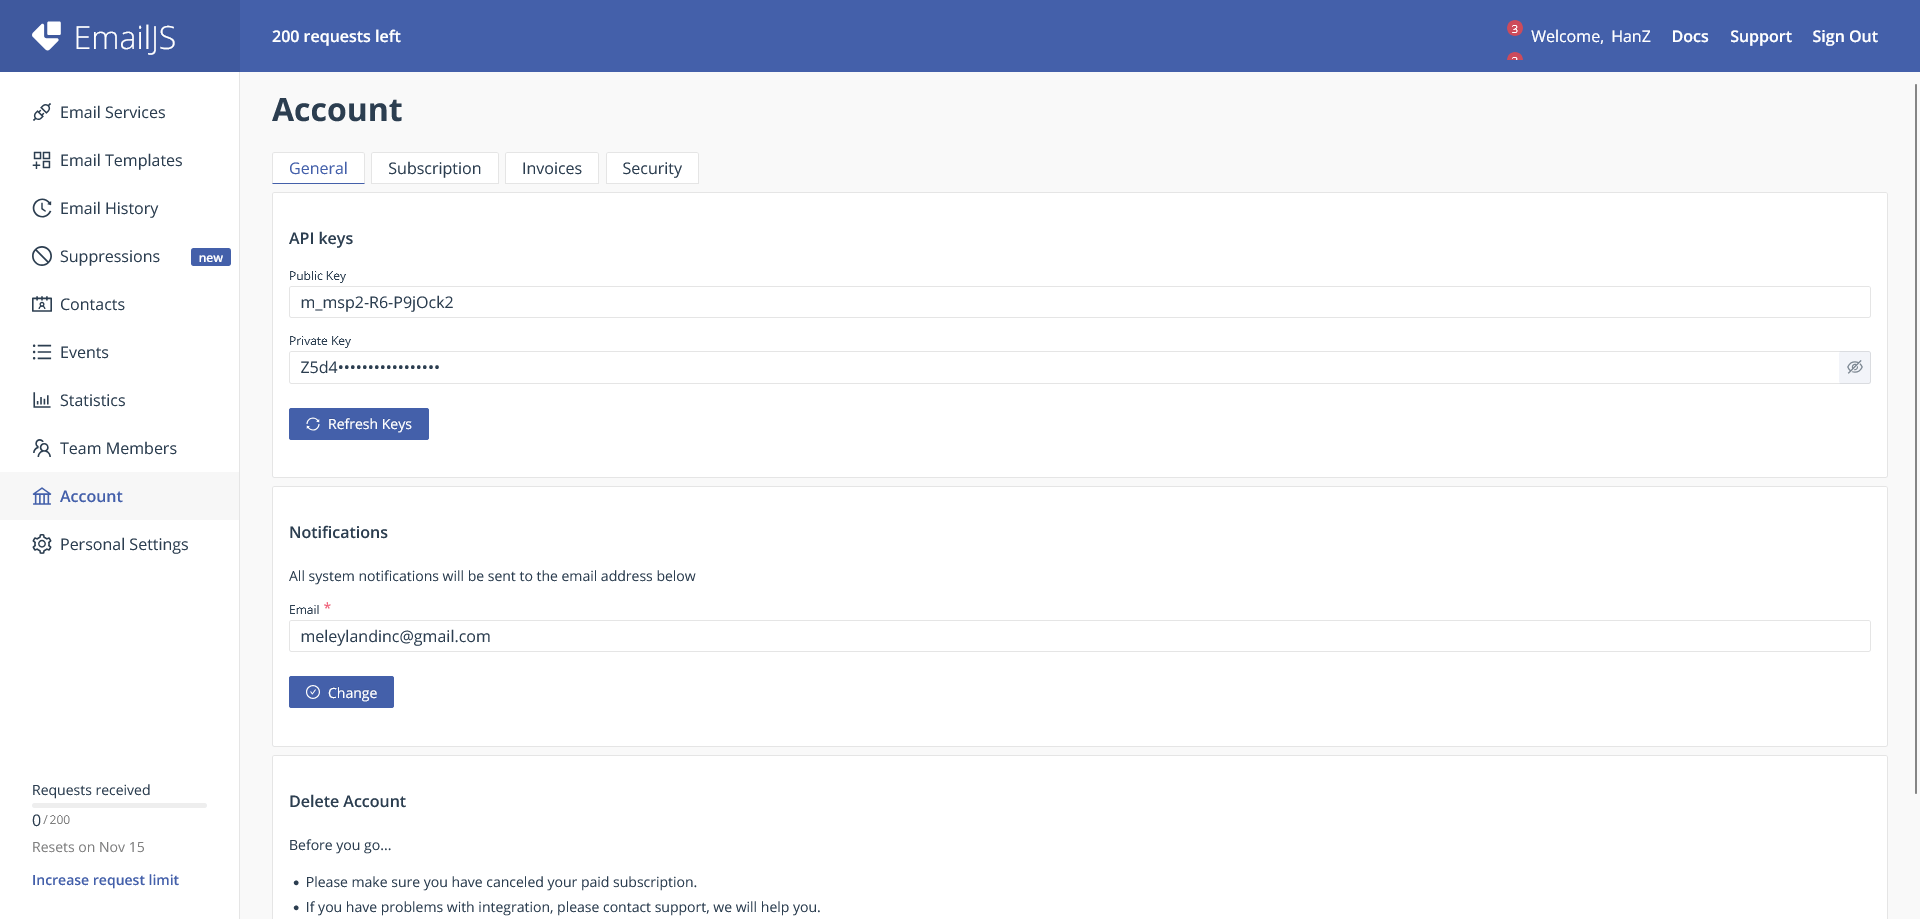 EmailJS
200 requests left
3
Welcome, HanZ
Docs
Support
Sign Out
Email Services
Email Templates
Email History
Suppressions
new
Contacts
Events
Statistics
Team Members
Account
Personal Settings
Requests received
0 / 200
Resets on Nov 15
Increase request limit
Account
General
Subscription
Invoices
Security
API keys
Public Key
m_msp2-R6-P9jOck2
Private Key
Z5d4•••••••••••••••••
Refresh Keys
Notifications
All system notifications will be sent to the email address below
Email *
meleylandinc@gmail.com
Change
Delete Account
Before you go...
• Please make sure you have canceled your paid subscription.
• If you have problems with integration, please contact support, we will help you.